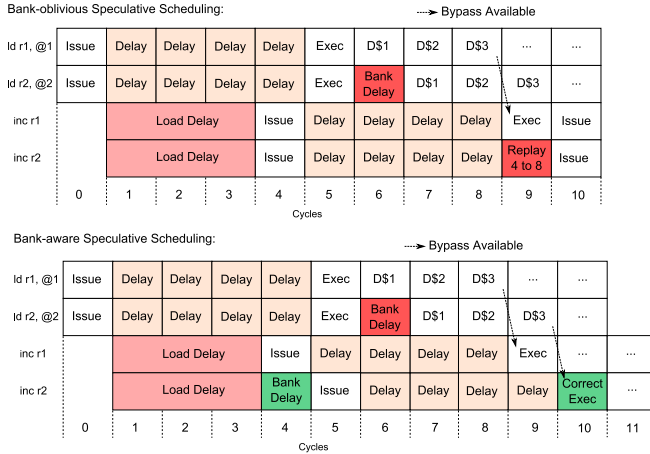 Bank-oblivious Speculative Scheduling:
Bypass Available
ld r1, @1 Issue Delay Delay Delay Delay Exec D$1 D$2 D$3 ... ...
ld r2, @2 Issue Delay Delay Delay Delay Exec Bank Delay D$1 D$2 D$3
inc r1 Load Delay Issue Delay Delay Delay Delay Exec Issue
inc r2 Load Delay Issue Delay Delay Delay Delay Replay 4 to 8 Issue
0 1 2 3 4 5 6 7 8 9 10
Cycles
Bank-aware Speculative Scheduling:
Bypass Available
ld r1, @1 Issue Delay Delay Delay Delay Exec D$1 D$2 D$3 ... ...
ld r2, @2 Issue Delay Delay Delay Delay Exec Bank Delay D$1 D$2 D$3 ...
inc r1 Load Delay Issue Delay Delay Delay Delay Exec ... ...
inc r2 Load Delay Bank Delay Issue Delay Delay Delay Delay Correct Exec ...
0 1 2 3 4 5 6 7 8 9 10 11
Cycles